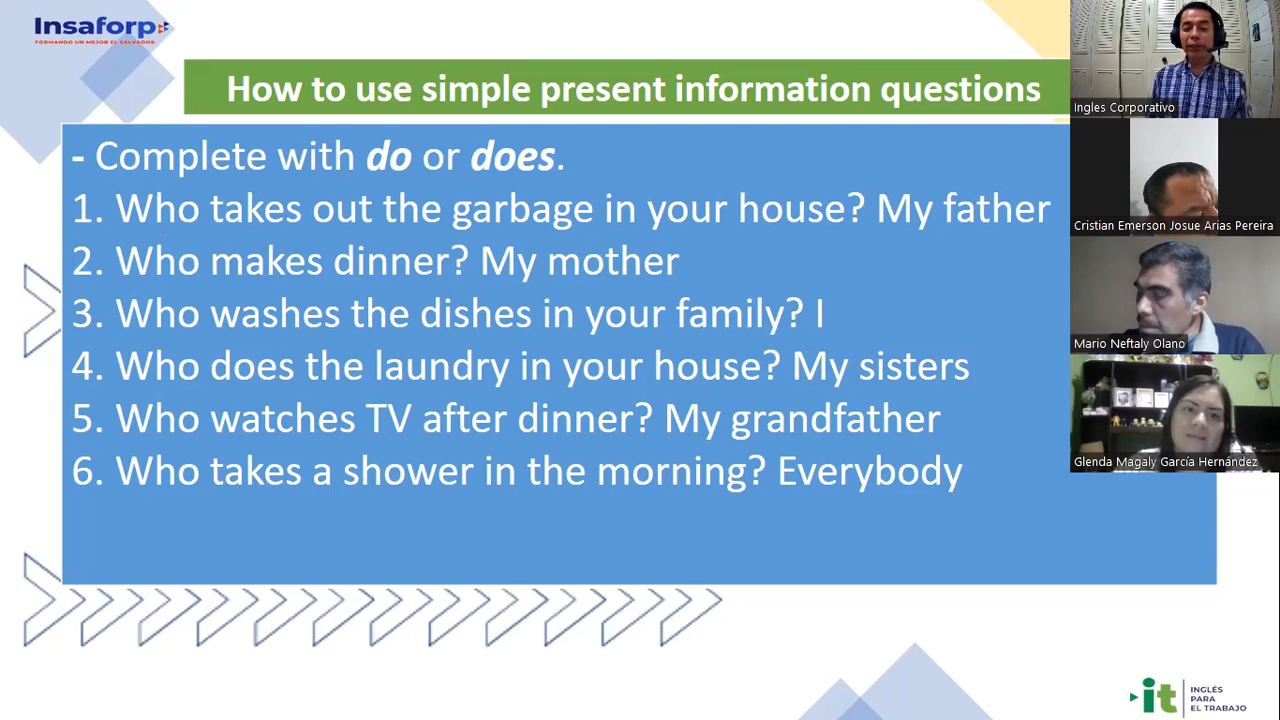 Insaforp
FORMANDO UN MEJOR EL SALVADOR
How to use simple present information questions
- Complete with do or does.
1. Who takes out the garbage in your house? My father
2. Who makes dinner? My mother
3. Who washes the dishes in your family? I
4. Who does the laundry in your house? My sisters
5. Who watches TV after dinner? My grandfather
6. Who takes a shower in the morning? Everybody
Ingles Corporativo
Cristian Emerson Josue Arias Pereira
Mario Neftaly Olano
Glenda Magaly García Hernández
it
INGLÉS
PARA
EL TRABAJO